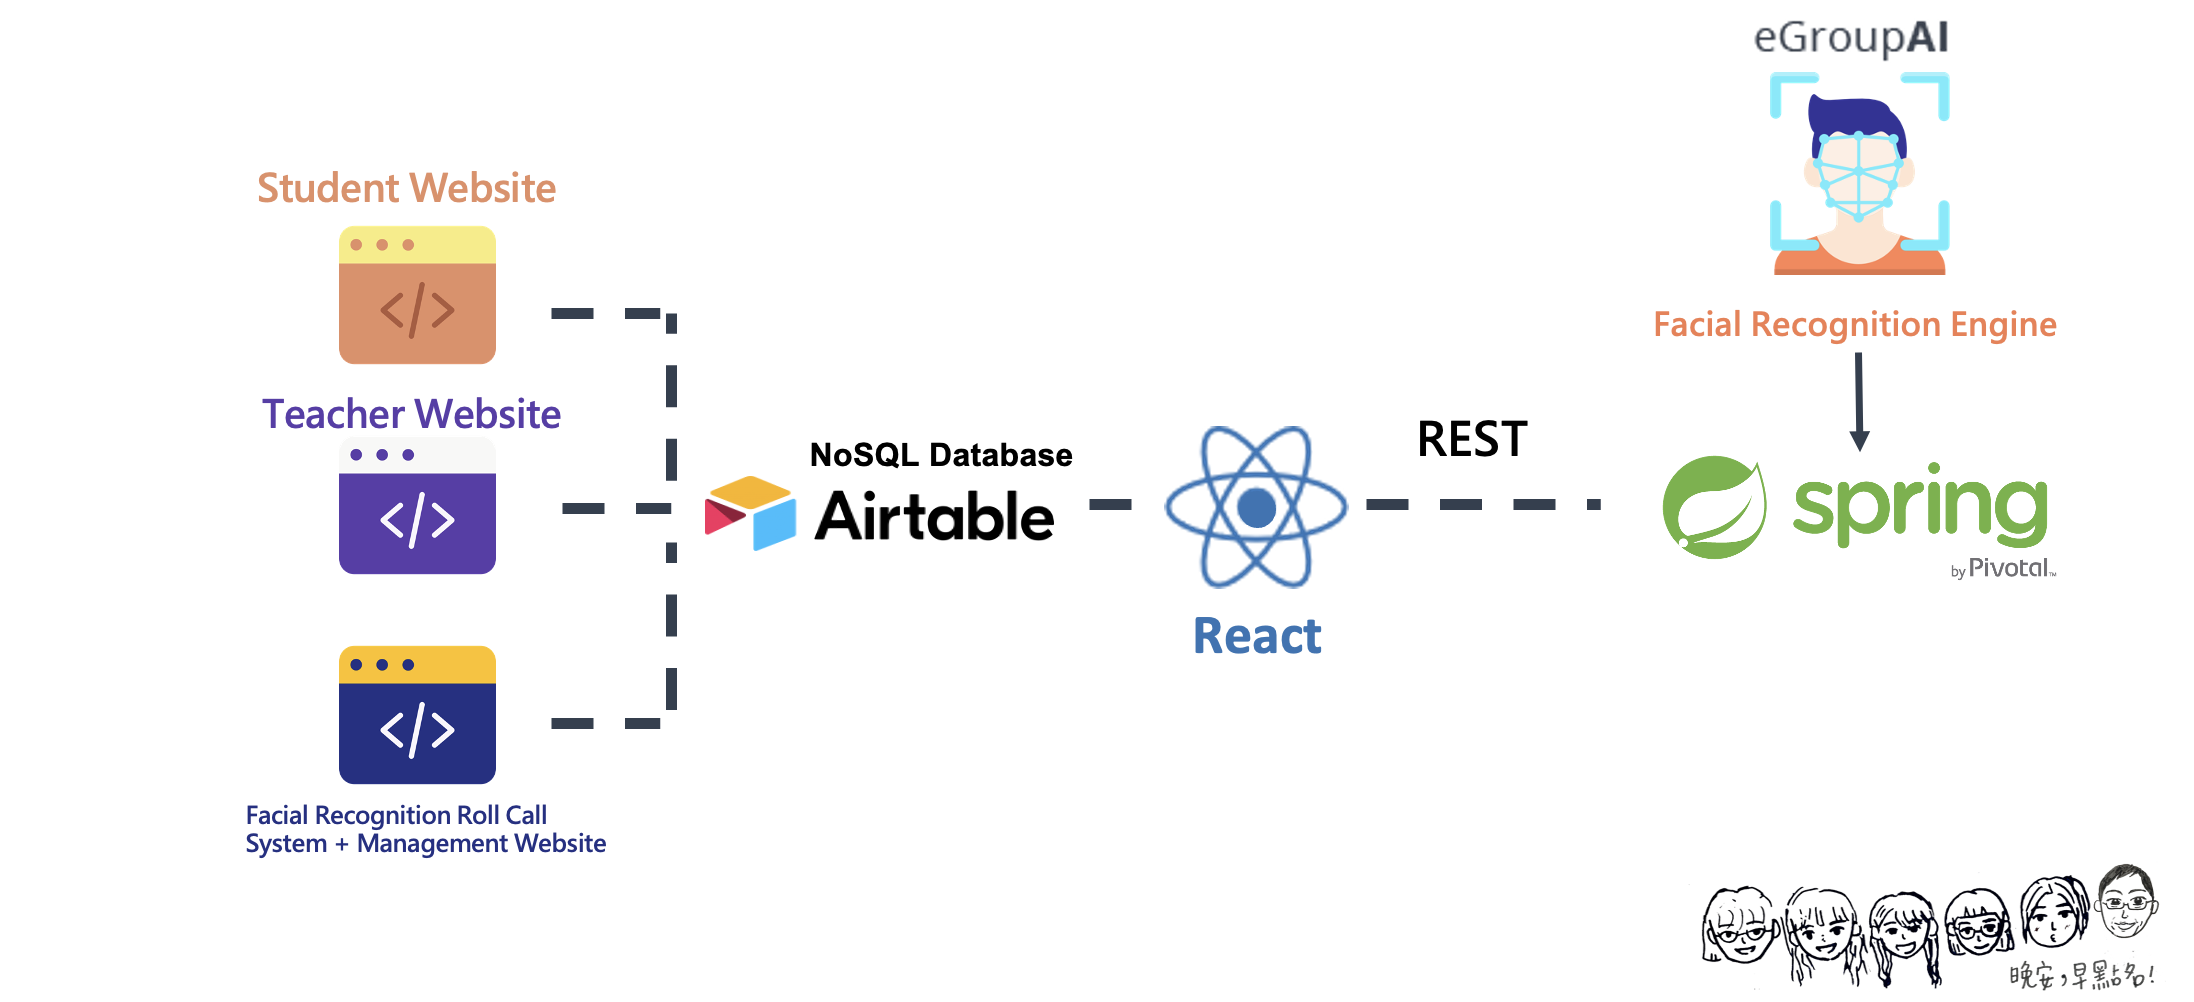 eGroupAI
Student Website
Facial Recognition Engine
Teacher Website
NoSQL Database
Airtable
REST
spring
by Pivotal™
React
Facial Recognition Roll Call
System + Management Website
晚安，早點名！